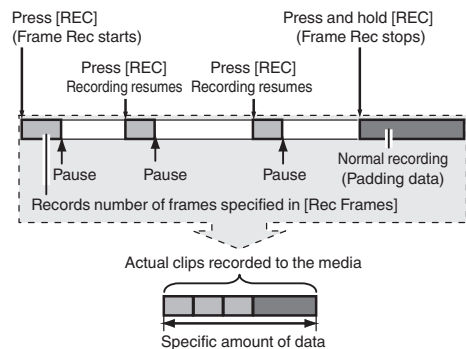 Press [REC]
(Frame Rec starts)
Press and hold [REC]
(Frame Rec stops)
Press [REC]
Recording resumes
Press [REC]
Recording resumes
Pause
Pause
Pause
Normal recording
(Padding data)
Records number of frames specified in [Rec Frames]
Actual clips recorded to the media
Specific amount of data